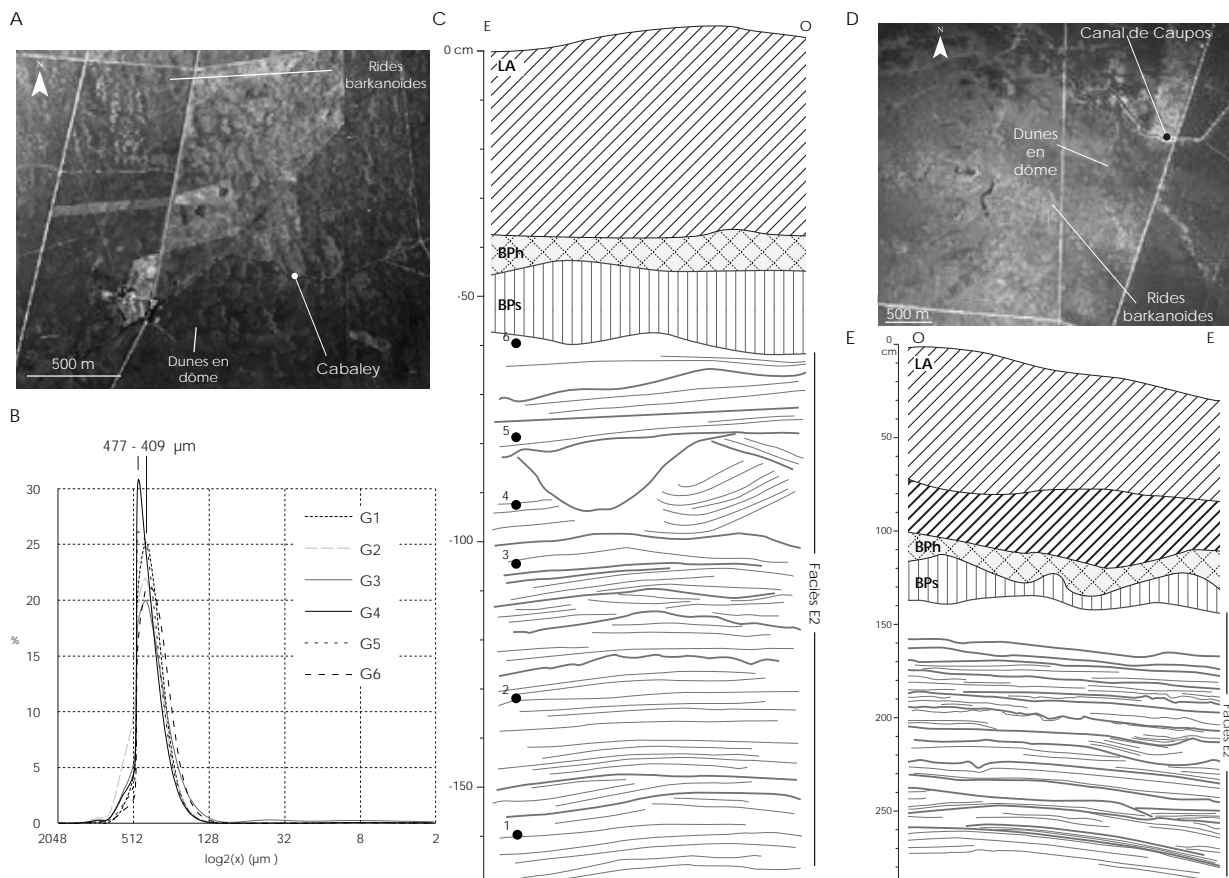 A
N
Rides
barkanoïdes
500 m
Dunes en
dôme
Cabaley
B
477 - 409 µm
30
25
20
%
15
10
5
0
G1
G2
G3
G4
G5
G6
2048
512
128
32
8
2
log2(x) (µm )
C
E
O
0 cm
LA
BPh
-50
BPs
6
5
4
-100
3
2
-150
1
Faciès E2
D
N
Canal de Caupos
Dunes
en
dôme
Rides
barkanoïdes
500 m
E
O
E
0
cm
LA
50
100
BPh
BPs
150
200
250
Faciès E2